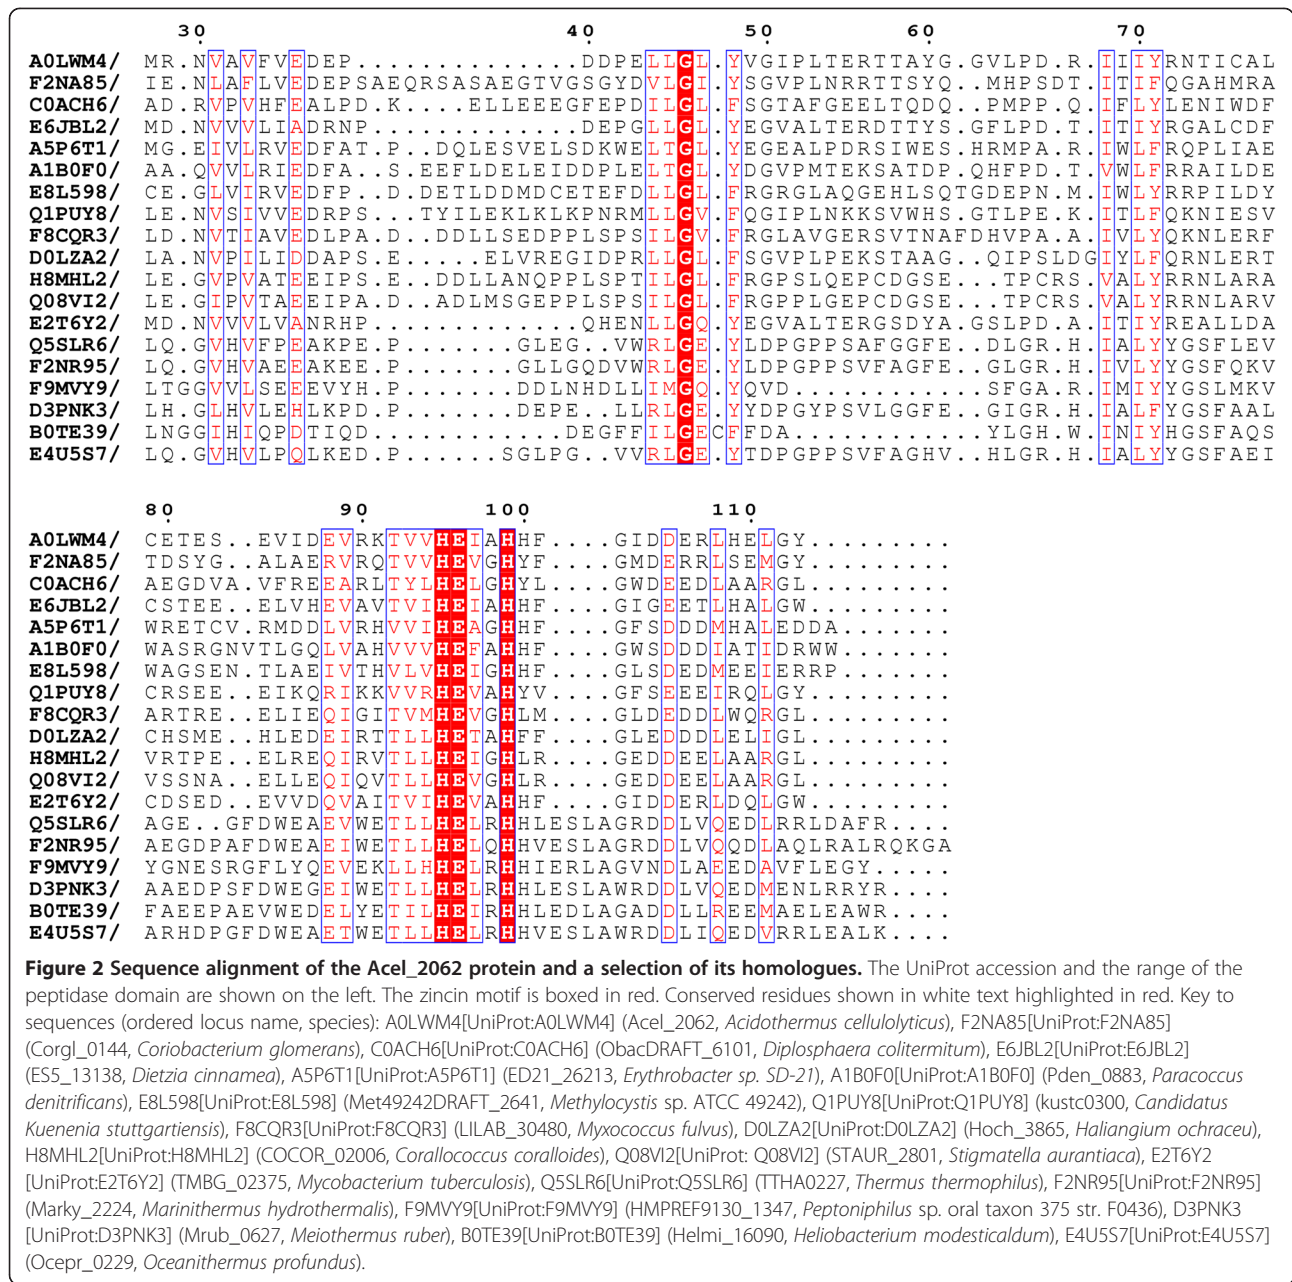 30 40 50 60 70
A0LWM4/ MR.NVAVFVEDEP..............DDPELLGL.YVGIPLTERTTAYG.GVLPD.R.IIIYRNTICAL
F2NA85/ IE.NLAFLVEDEPSAEQRSASAEGTVGSGYDVLGI.YSGVPLNRRTTSYQ..MHPSDT.ITIFQGAHMRA
C0ACH6/ AD.RVPVHFEALPD.K....ELLEEEGFEPDILGL.FSGTAFGEELTQDQ..PMPP.Q.IFLYLENIWDF
E6JBL2/ MD.NVVVLIADRNP..............DEPGLLGL.YEGVALTERDTTYS.GFLPD.T.ITIYRGALCDF
A5P6T1/ MG.EIVLRVEDFAT.P..DQLESVELSDKWELTGL.YEGEALPDRSIWES.HRMPA.R.IWLFRQPLIAE
A1B0F0/ AA.QVVLRIEDFA..S.EEFLDELEIDDPLELTGL.YDGVPMTEKSATDP.QHFPD.T.VWLFRRAILDE
E8L598/ CE.GLVIRVEDFP..D.DETLDDMDCETEFDLLGL.FRGRGLAQGEHLSQTGDEPN.M.IWLYRRPILDY
Q1PUY8/ LE.NVSIVVEDRPS...TYILEKLKLKPNRMLLGV.FQGIPLNKKSVWHS.GTLPE.K.ITLFQKNIESV
F8CQR3/ LD.NVTIAVEDLPA.D..DDLLSEDPPLSPSILGV.FRGLAVGERSVTNAFDHVPA.A.IVLYQKNLERF
D0LZA2/ LA.NVPILIDDAPS.E....ELVREGIDPRLLGL.FSGVPLPEKSTAAG..QIPSLDGIYLFQRNLERT
H8MHL2/ LE.GVPVATEEIPS.E..DDLLANQPPLSPTILGL.FRGPSLQEPCDGSE...TPCRS.VALYRRNLARA
Q08VI2/ LE.GIPVTAEEIPA.D..ADLMSGEPPLSPSILGL.FRGPPLGEPCDGSE...TPCRS.VALYRRNLARV
E2T6Y2/ MD.NVVVLVANRHP..............QHENLLGQ.YEGVALTERGSDYA.GSLPD.A.ITIYREALLDA
Q5SLR6/ LQ.GVHVFPEAKPE.P.......GLEG..VWRLGE.YLDPGPPSAFGGFE..DLGR.H.IALYYGSFLEV
F2NR95/ LQ.GVHVAEEAKEE.P.......GLLGQDVWRLGE.YLDPGPPSVFAGFE..GLGR.H.IVLYYGSFQKV
F9MVY9/ LTGGVVLSEEEVYH.P.......DDLNHDLLIMGQ.YQVD............SFGA.R.IMIYYGSLMKV
D3PNK3/ LH.GLHVLEHLKPD.P.......DEPE..LLRLGE.YYDPGYPSVLGGFE..GIGR.H.IALFYGSFAAL
B0TE39/ LNGGIHIQPDTIQD............DEGFFILGECFFDA............YLGH.W.INIYHGSFAQS
E4U5S7/ LQ.GVHVLPQLKED.P.......SGLPG.VVRLGE.YTDPGPPSVFAGHV..HLGR.H.IALYYGSFAEI
80 90 100 110
A0LWM4/ CETES..EVIDEVRKTVVHEIAHHF....GIDDERLHELGY.........
F2NA85/ TDSYG..ALAERVRQTVVHEVGHYF....GMDERRLSEMGY.........
C0ACH6/ AEGDVA.VFREEARLTYLHELGHYL....GWDEEDLAARGL.........
E6JBL2/ CSTEE..ELVHEVAVTVIHEIAHHF....GIGEETLHALGW.........
A5P6T1/ WRETCV.RMDDLVRHVVIHEAGHHF....GFSDDDMHALEDDA.......
A1B0F0/ WASRGNVTLGQLVAHVVVHEFAHHF....GWSDDDIATIDRWW.......
E8L598/ WAGSEN.TLAEIVTHVLVHEIGHHF....GLSDEDMEEIERRP.......
Q1PUY8/ CRSEE..EIKQRIKKVVRHEVAHYV....GFSEEEIRQLGY.........
F8CQR3/ ARTRE..ELIEQIGITVMHEVGHLM....GLDEDDLWQRGL.........
D0LZA2/ CHSME..HLEDEIRTTLLHETAHFF....GLEDDDLELIGL.........
H8MHL2/ VRTPE..ELREQIRVTLLHEIGHLR....GEDDEELAARGL.........
Q08VI2/ VSSNA..ELLEQIQVTLLHEVGHLR....GEDDEELAARGL.........
E2T6Y2/ CDSED..EVVDQVAITVIHEVAHHF....GIDDERLDQLGW.........
Q5SLR6/ AGE..GFDWEAEVWETLLHELRHHLESLAGRDDLVQEDLRRLDAFR....
F2NR95/ AEGDPAFDWEAEIWETLLHELQHHVESLAGRDDLVQQDLAQLRALRQKGA
F9MVY9/ YGNESRGFLYQEVEKLLHHELRHHIERLAGVNDLAEEDAVFLEGY.....
D3PNK3/ AAEDPSFDWEGEIWETLLHELRHHLESLAWRDDLVQEDMENLRRYR....
B0TE39/ FAEEPAEVWEDELYETILHEIRHHLEDLAGADDLLREEMAELEAWR....
E4U5S7/ ARHDPGFDWEAETWETLLHELRHHVESLAWRDDLIQEDVRRLEALK....
Figure 2 Sequence alignment of the Acel_2062 protein and a selection of its homologues. The UniProt accession and the range of the
peptidase domain are shown on the left. The zincin motif is boxed in red. Conserved residues shown in white text highlighted in red. Key to
sequences (ordered locus name, species): A0LWM4[UniProt:A0LWM4] (Acel_2062, Acidothermus cellulolyticus), F2NA85[UniProt:F2NA85]
(Corgl_0144, Coriobacterium glomerans), C0ACH6[UniProt:C0ACH6] (ObacDRAFT_6101, Diplosphaera colitermitum), E6JBL2[UniProt:E6JBL2]
(ES5_13138, Dietzia cinnamea), A5P6T1[UniProt:A5P6T1] (ED21_26213, Erythrobacter sp. SD-21), A1B0F0[UniProt:A1B0F0] (Pden_0883, Paracoccus
denitrificans), E8L598[UniProt:E8L598] (Met49242DRAFT_2641, Methylocystis sp. ATCC 49242), Q1PUY8[UniProt:Q1PUY8] (kustc0300, Candidatus
Kuenenia stuttgartiensis), F8CQR3[UniProt:F8CQR3] (LILAB_30480, Myxococcus fulvus), D0LZA2[UniProt:D0LZA2] (Hoch_3865, Haliangium ochraceu),
H8MHL2[UniProt:H8MHL2] (COCOR_02006, Corallococcus coralloides), Q08VI2[UniProt: Q08VI2] (STAUR_2801, Stigmatella aurantiaca), E2T6Y2
[UniProt:E2T6Y2] (TMBG_02375, Mycobacterium tuberculosis), Q5SLR6[UniProt:Q5SLR6] (TTHA0227, Thermus thermophilus), F2NR95[UniProt:F2NR95]
(Marky_2224, Marinithermus hydrothermalis), F9MVY9[UniProt:F9MVY9] (HMPREF9130_1347, Peptoniphilus sp. oral taxon 375 str. F0436), D3PNK3
[UniProt:D3PNK3] (Mrub_0627, Meiothermus ruber), B0TE39[UniProt:B0TE39] (Helmi_16090, Heliobacterium modesticaldum), E4U5S7[UniProt:E4U5S7]
(Ocepr_0229, Oceanithermus profundus).